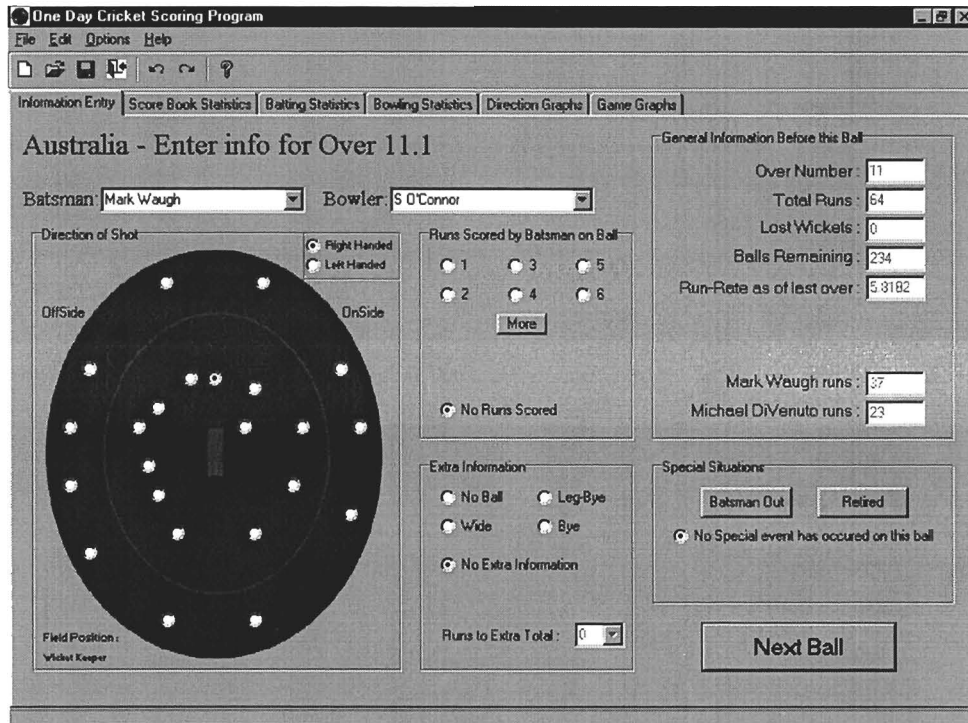 One Day Cricket Scoring Program
File Edit Options Help
Information Entry Score Book Statistics Batting Statistics Bowling Statistics Direction Graphs Game Graphs
Australia - Enter info for Over 11.1
Batsman: Mark Waugh Bowler: S O'Connor
Direction of Shot
Right Handed
Left Handed
OffSide OnSide
Field Position :
Wicket Keeper
Runs Scored by Batsman on Ball
1 3 5
2 4 6
More
No Runs Scored
Extra Information
No Ball Leg-Bye
Wide Bye
No Extra Information
Runs to Extra Total : 0
General Information Before this Ball
Over Number : 11
Total Runs : 64
Lost Wickets : 0
Balls Remaining : 234
Run-Rate as of last over : 5.8182
Mark Waugh runs : 37
Michael DiVenuto runs : 23
Special Situations
Batsman Out Retired
No Special event has occured on this ball
Next Ball